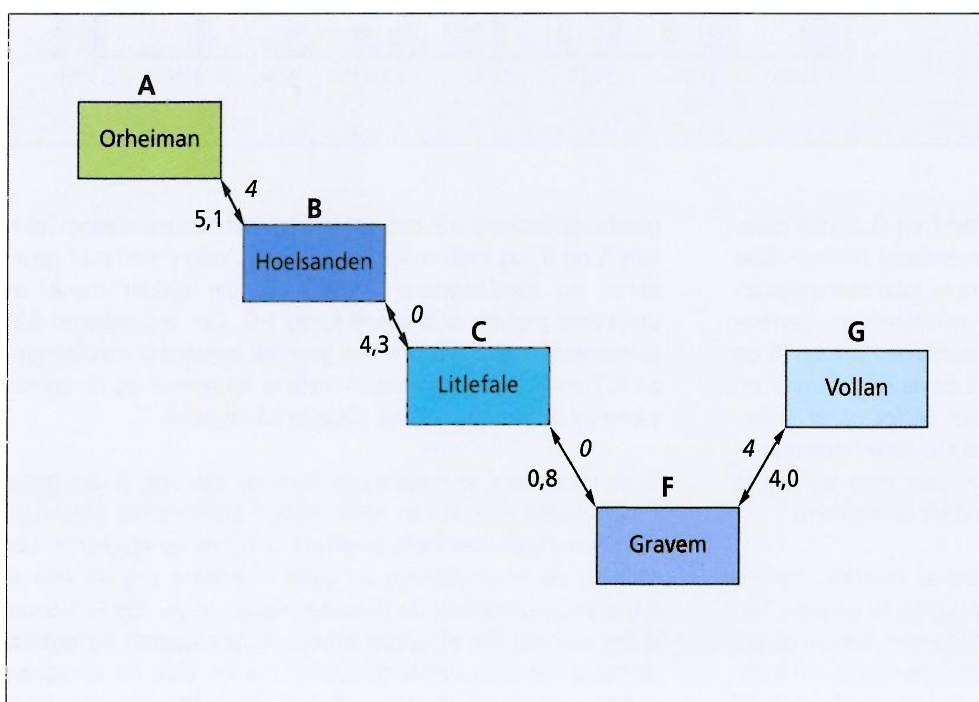 A
Orheiman
4
5,1
B
Hoelsanden
0
4,3
C
Litlefale
G
Vollan
0
0,8
4
4,0
F
Gravem